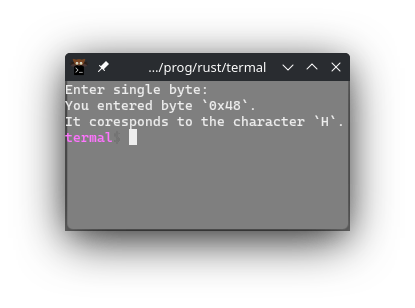 .../prog/rust/termal
Enter single byte:
You entered byte `0x48`.
It coresponds to the character `H`.
termal$